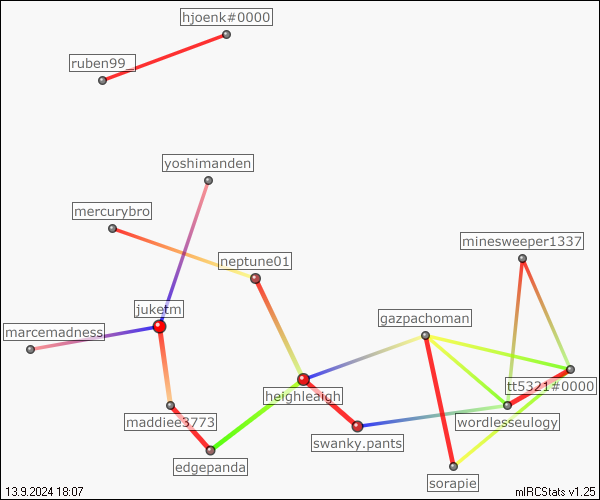 hjoenk#0000
ruben99_
yoshimanden
mercurybro
minesweeper1337
neptune01
juketm
gazpachoman
marcemadness
tt5321#0000
heighleaigh
maddiee3773
wordlesseulogy
swanky.pants
edgepanda
sorapie
13.9.2024 18:07
mIRCStats v1.25